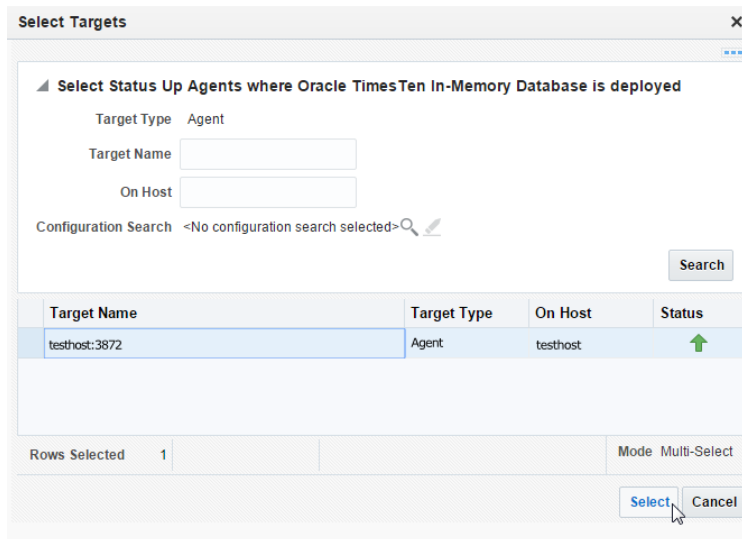 Select Targets
Select Status Up Agents where Oracle TimesTen In-Memory Database is deployed
Target Type Agent
Target Name
On Host
Configuration Search <No configuration search selected>
Search
Target Name Target Type On Host Status
testhost:3872 Agent testhost
Rows Selected 1 Mode Multi-Select
Select Cancel